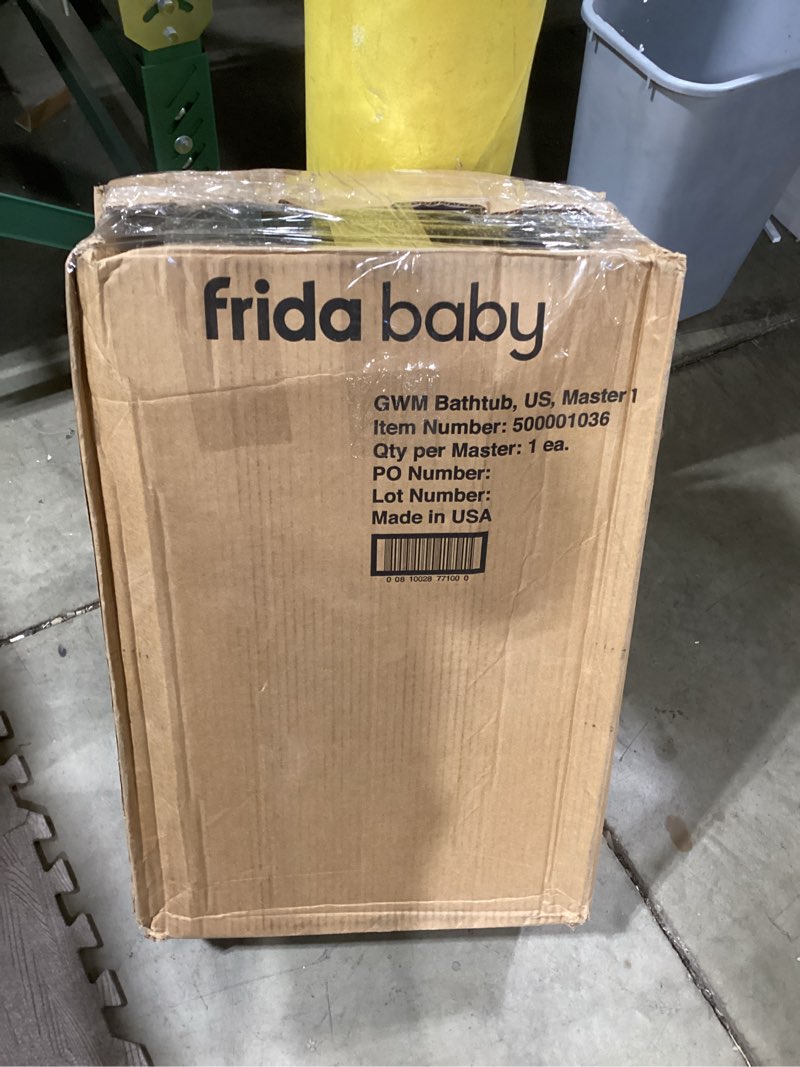 frida baby
GWM Bathtub, US, Master 1
Item Number: 500001036
Qty per Master: 1 ea.
PO Number:
Lot Number:
Made in USA
0 08 10028 77100 0